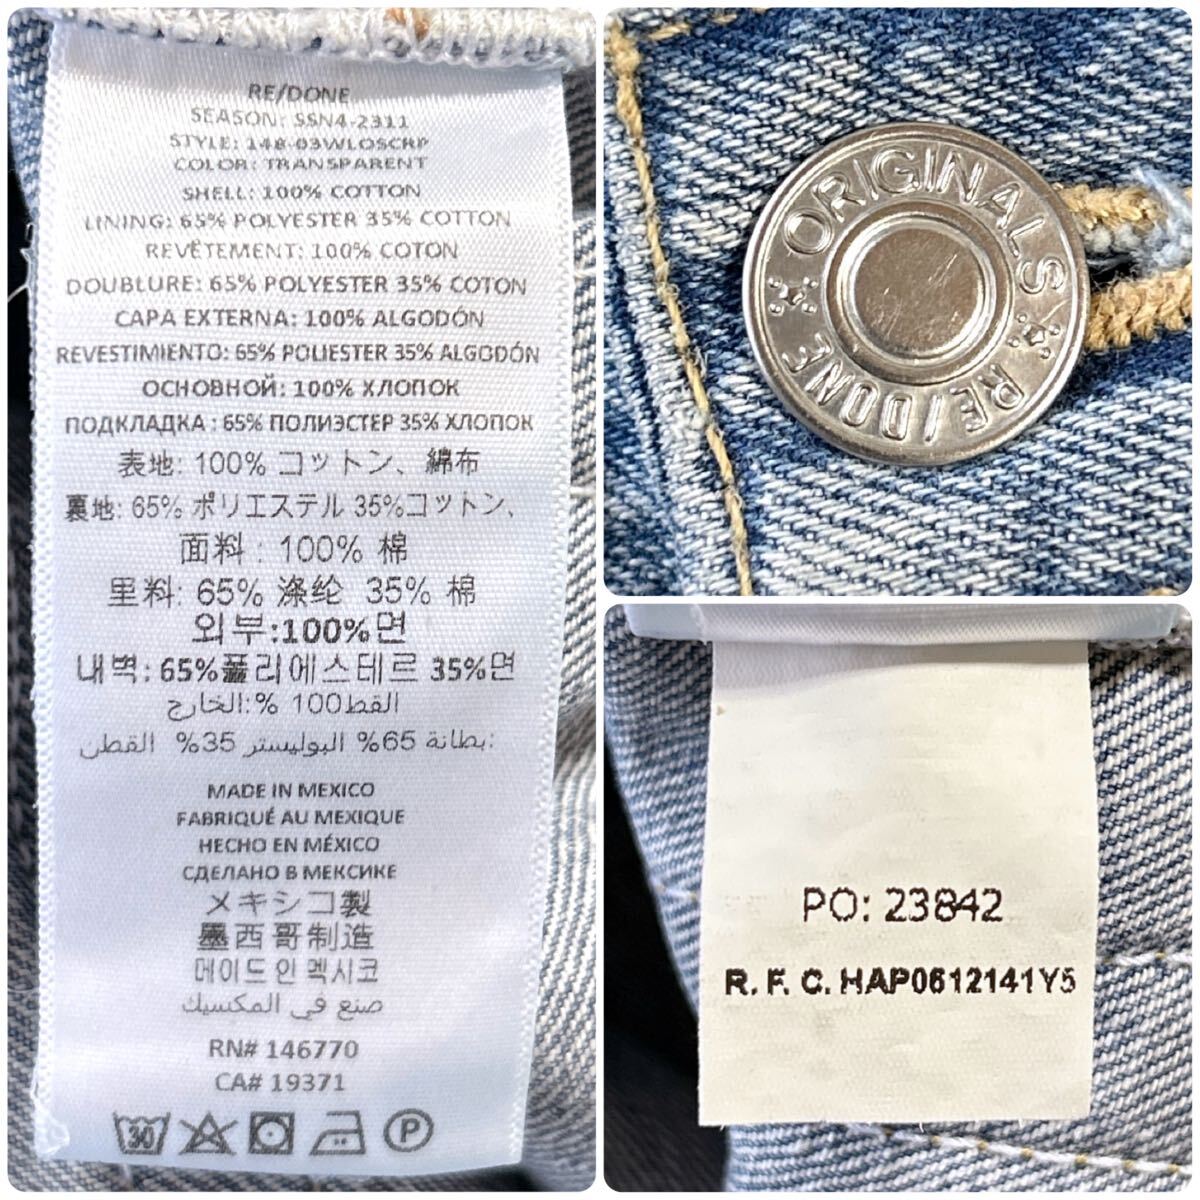 RE/DONE
SEASON: SSN4-2311
STYLE: 148-03WLOSCRP
COLOR: TRANSPARENT
SHELL: 100% COTTON
LINING: 65% POLYESTER 35% COTTON
REVÊTEMENT: 100% COTON
DOUBLURE: 65% POLYESTER 35% COTON
CAPA EXTERNA: 100% ALGODÓN
REVESTIMIENTO: 65% POLIESTER 35% ALGODÓN
ОСНОВНОЙ: 100% ХЛОПОК
ПОДКЛАДКА : 65% ПОЛИЭСТЕР 35% ХЛОПОК
表地: 100% コットン、綿布
裏地: 65% ポリエステル 35%コットン、
面料 : 100% 棉
里料: 65% 涤纶 35% 棉
외부:100%면
내벽: 65%폴리에스테르 35%면
القط100 %:الخارج
:بطانة 65% البوليستر 35% القطن
MADE IN MEXICO
FABRIQUÉ AU MEXIQUE
HECHO EN MÉXICO
СДЕЛАНО В МЕКСИКЕ
メキシコ製
墨西哥制造
메이드 인 멕시코
صنع في المكسيك
RN# 146770
CA# 19371
30
P
ORIGINALS
RE/DONE
PO: 23842
R. F. C. HAP0612141Y5